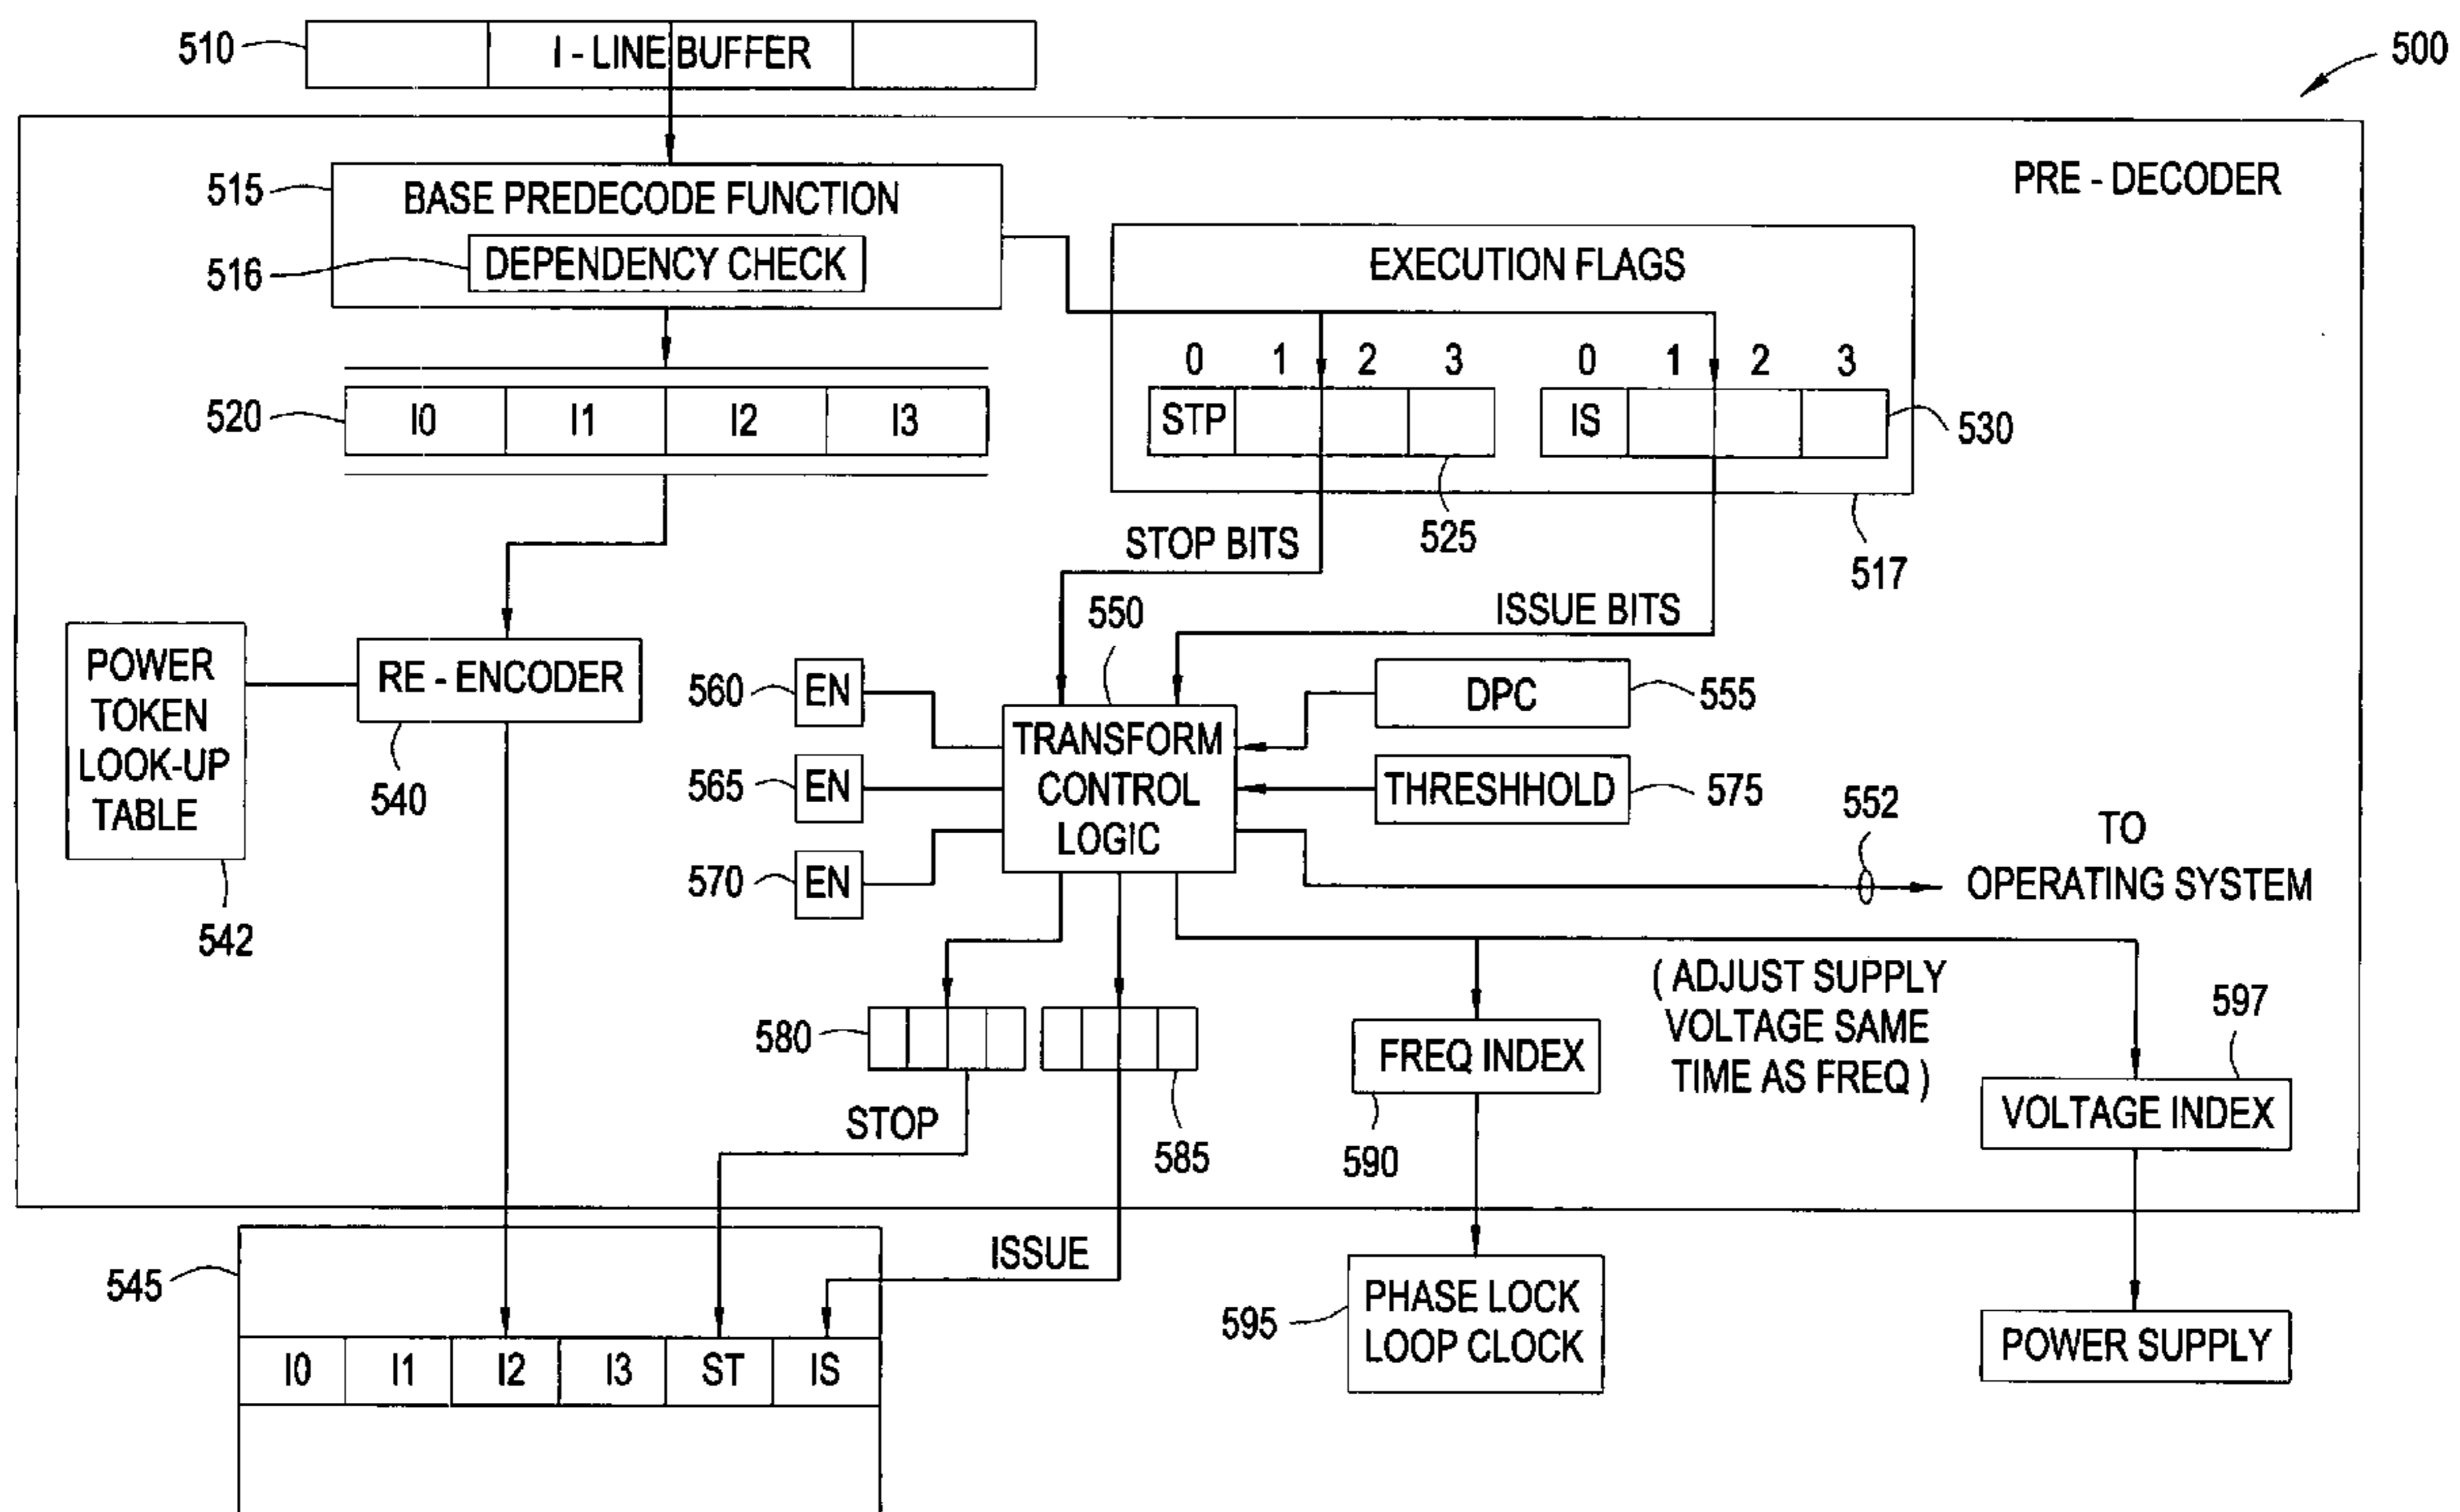 510
I - LINE BUFFER
500
PRE - DECODER
515
BASE PREDECODE FUNCTION
516
DEPENDENCY CHECK
EXECUTION FLAGS
0 1 2 3
0 1 2 3
520
I0 I1 I2 I3
STP
IS
530
525
517
STOP BITS
ISSUE BITS
POWER
TOKEN
LOOK-UP
TABLE
542
RE - ENCODER
540
550
560
EN
565
EN
570
EN
TRANSFORM
CONTROL
LOGIC
DPC
555
THRESHHOLD
575
552
TO
OPERATING SYSTEM
580
585
STOP
FREQ INDEX
590
( ADJUST SUPPLY
VOLTAGE SAME
TIME AS FREQ )
597
VOLTAGE INDEX
545
ISSUE
I0 I1 I2 I3 ST IS
595
PHASE LOCK
LOOP CLOCK
POWER SUPPLY